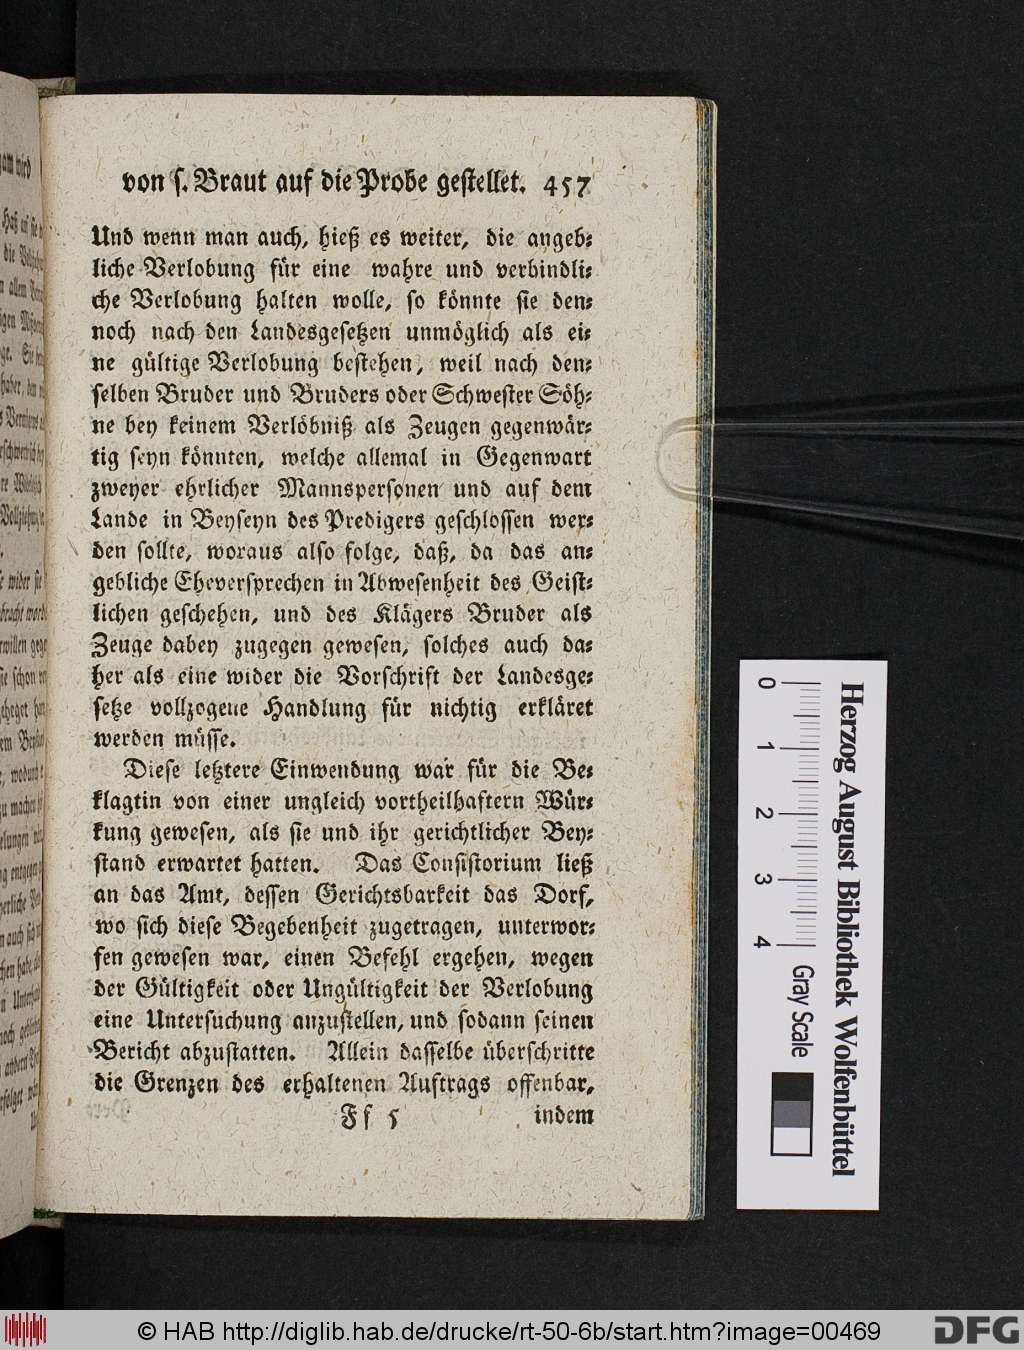 von s. Braut auf die Probe gestellet. 457
Und wenn man auch, hieß es weiter, die angeb-
liche Verlobung für eine wahre und verbindli-
che Verlobung halten wolle, so könnte sie den-
noch nach den Landesgesetzen unmöglich als ei-
ne gültige Verlobung bestehen, weil nach den-
selben Bruder und Bruders oder Schwester Söh-
ne bey keinem Verlöbniß als Zeugen gegenwär-
tig seyn könnten, welche allemal in Gegenwart
zweyer ehrlicher Mannspersonen und auf dem
Lande in Beyseyn des Predigers geschlossen wer-
den sollte, woraus also folge, daß, da das an-
gebliche Eheversprechen in Abwesenheit des Geist-
lichen geschehen, und des Klägers Bruder als
Zeuge dabey zugegen gewesen, solches auch da-
her als eine wider die Vorschrift der Landesge-
setze vollzogene Handlung für nichtig erkläret
werden müsse.
Diese letztere Einwendung war für die Be-
klagtin von einer ungleich vortheilhaftern Wür-
kung gewesen, als sie und ihr gerichtlicher Bey-
stand erwartet hatten. Das Consistorium ließ
an das Amt, dessen Gerichtsbarkeit das Dorf,
wo sich diese Begebenheit zugetragen, unterwor-
fen gewesen war, einen Befehl ergehen, wegen
der Gültigkeit oder Ungültigkeit der Verlobung
eine Untersuchung anzustellen, und sodann seinen
Bericht abzustatten. Allein dasselbe überschritte
die Grenzen des erhaltenen Auftrags offenbar,
Ff 5 indem
0 1 2 3 4
Gray Scale
Herzog August Bibliothek Wolfenbüttel
© HAB http://diglib.hab.de/drucke/rt-50-6b/start.htm?image=00469
DFG